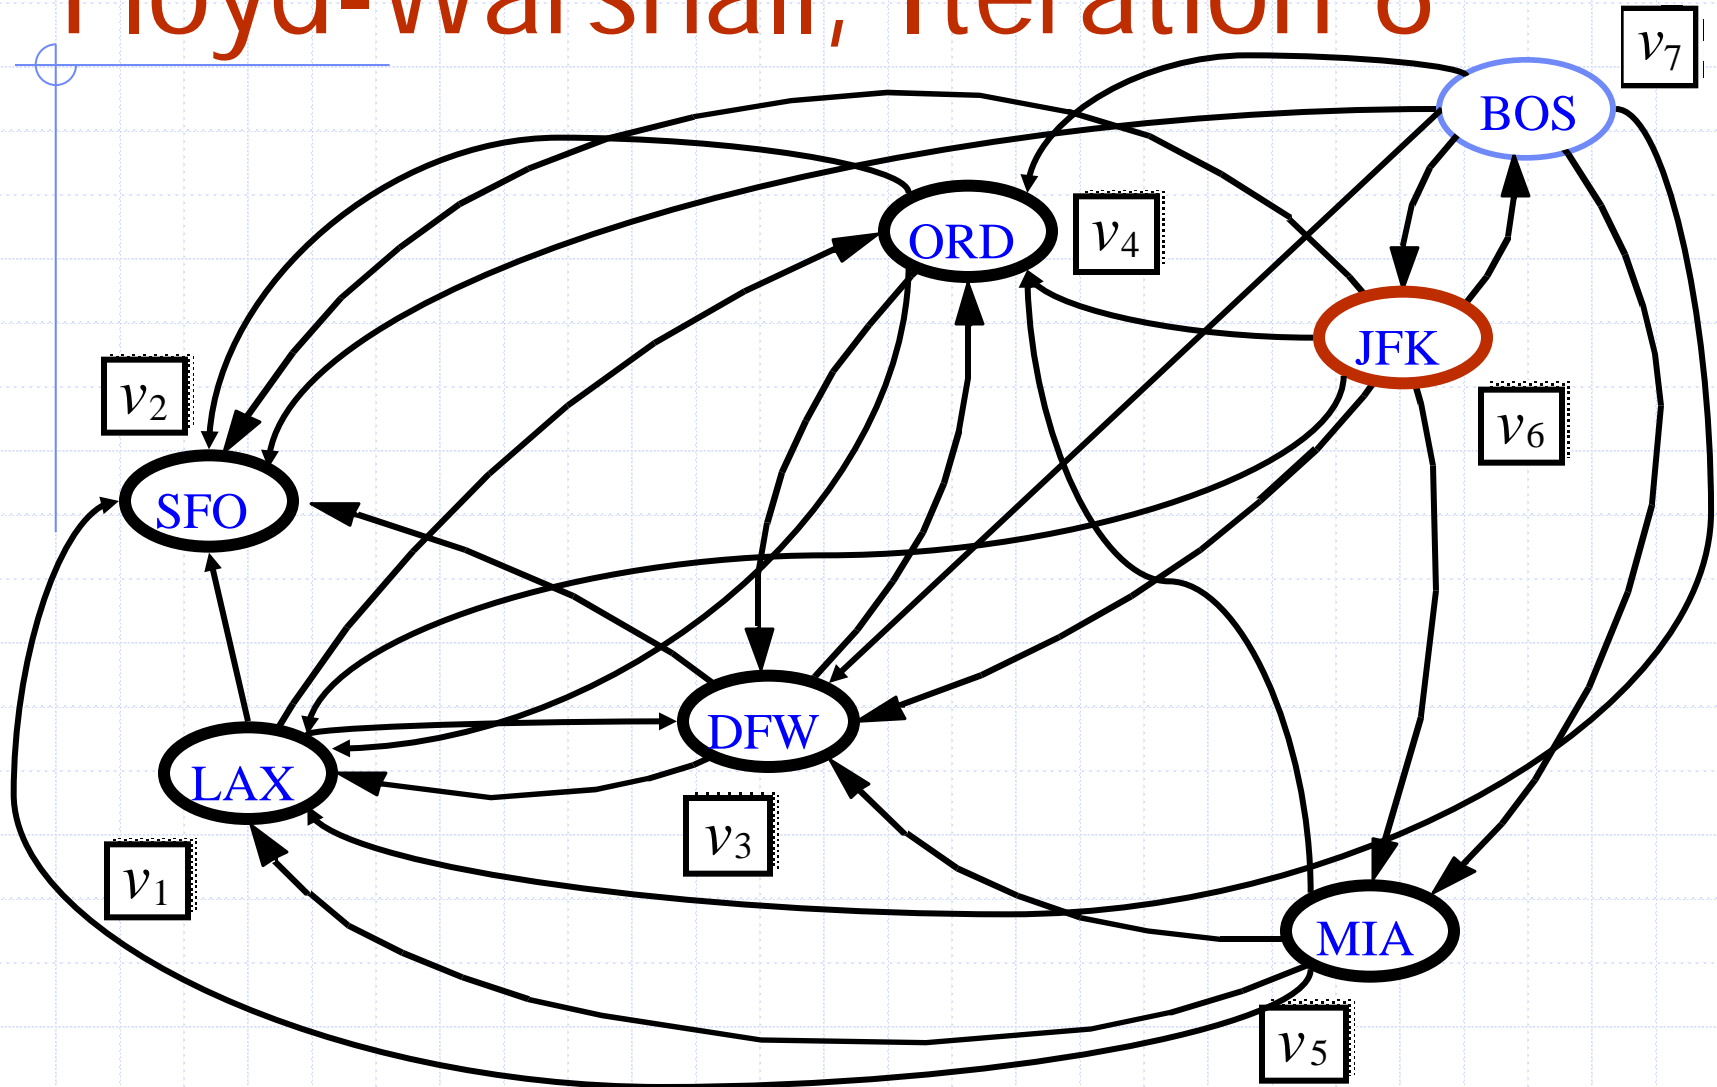 Floyd-Warshall, Iteration 6
v7
BOS
ORD
v4
JFK
v2
v6
SFO
DFW
LAX
v3
v1
MIA
v5